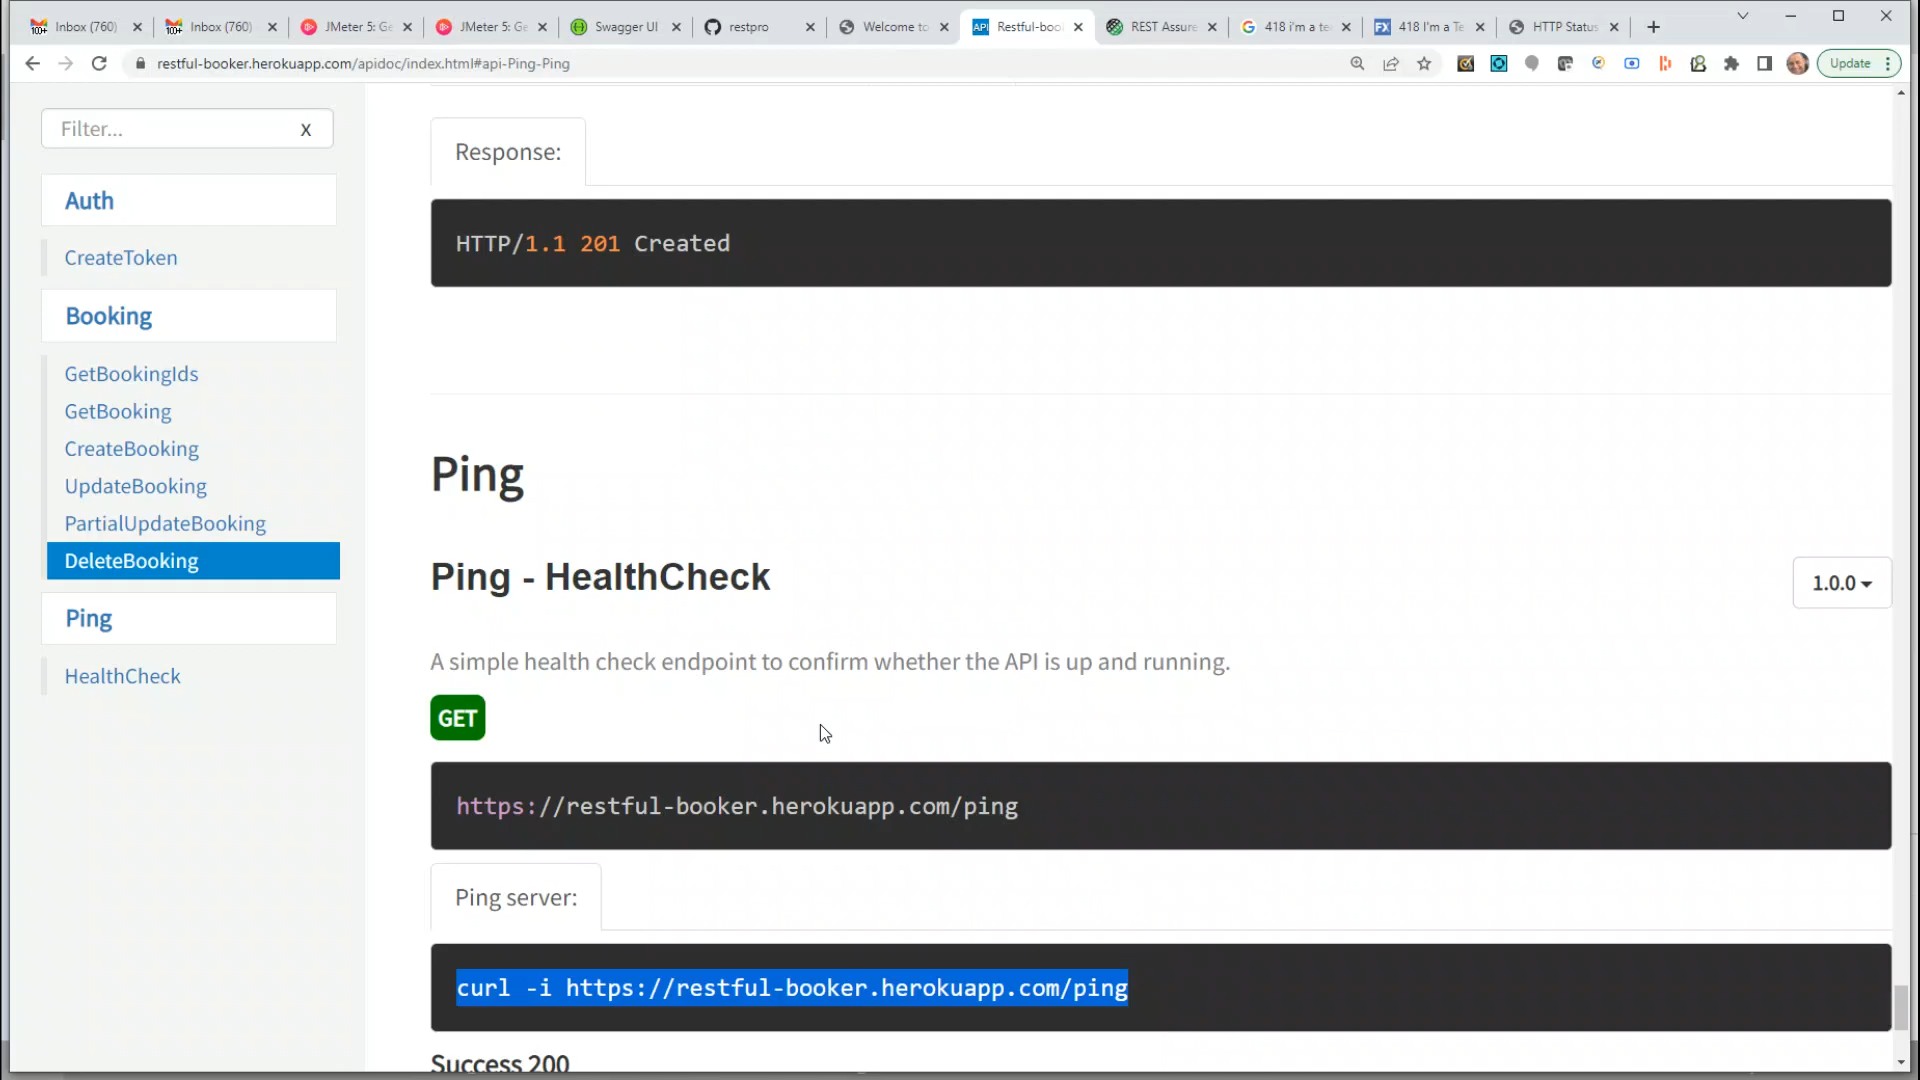 Inbox (760)
Inbox (760)
JMeter 5: Ge
JMeter 5: Ge
Swagger UI
restpro
Welcome to
Restful-boo
REST Assure
418 i'm a te
418 I'm a Te
HTTP Status
restful-booker.herokuapp.com/apidoc/index.html#api-Ping-Ping
Update
Filter...
X
Auth
CreateToken
Booking
GetBookingIds
GetBooking
CreateBooking
UpdateBooking
PartialUpdateBooking
DeleteBooking
Ping
HealthCheck
Response:
HTTP/1.1 201 Created
Ping
Ping - HealthCheck
1.0.0
A simple health check endpoint to confirm whether the API is up and running.
GET
https://restful-booker.herokuapp.com/ping
Ping server:
curl -i https://restful-booker.herokuapp.com/ping
Success 200